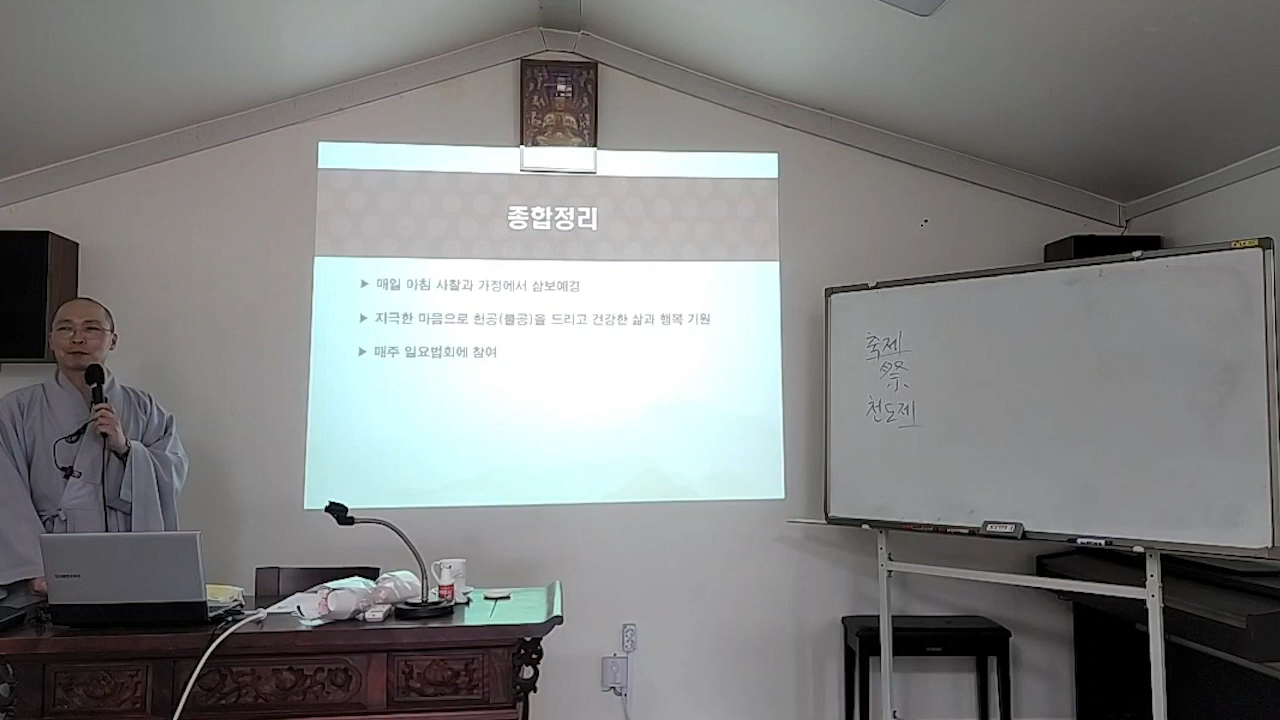 종합정리
▶ 매일 아침 사찰과 가정에서 삼보예경
▶ 지극한 마음으로 헌공(불공)을 드리고 건강한 삶과 행복 기원
▶ 매주 일요법회에 참여
축제
祭
천도제
SAMSUNG